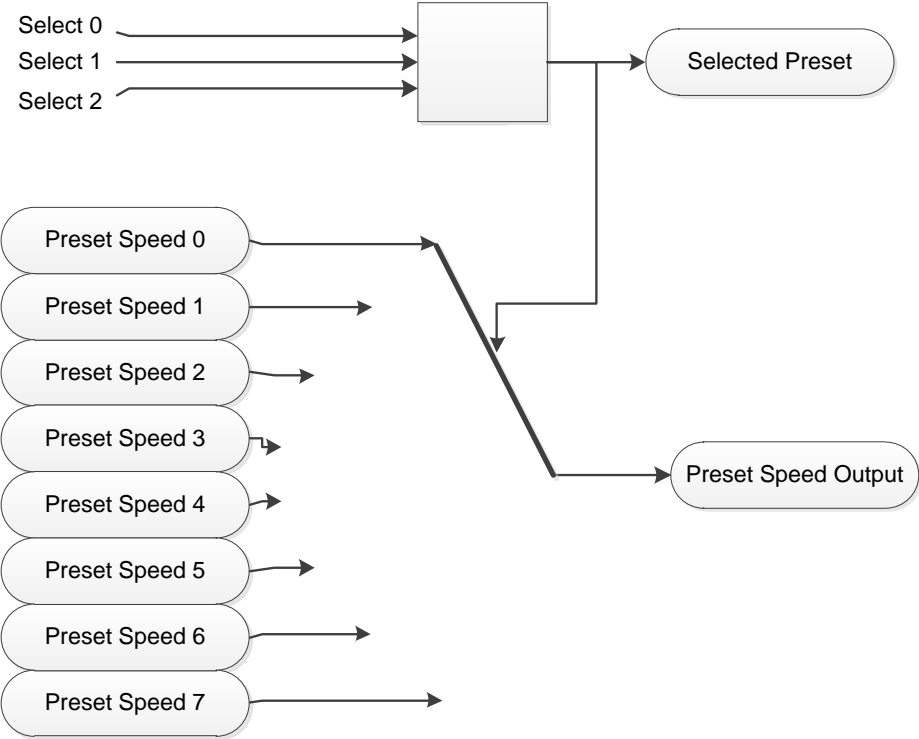 Select 0
Select 1
Select 2
Selected Preset
Preset Speed 0
Preset Speed 1
Preset Speed 2
Preset Speed 3
Preset Speed 4
Preset Speed Output
Preset Speed 5
Preset Speed 6
Preset Speed 7